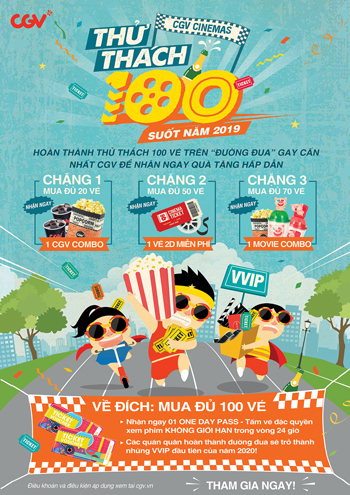 CGV
CGV CINEMAS
THỬ
THÁCH
100
SUỐT NĂM 2019
TICKET
HOÀN THÀNH THỬ THÁCH 100 VÉ TRÊN "ĐƯỜNG ĐUA" GAY CẤN
NHẤT CGV ĐỂ NHẬN NGAY QUÀ TẶNG HẤP DẪN
CHẶNG 1
MUA ĐỦ 20 VÉ
NHẬN NGAY
POPCORN
1 CGV COMBO
CHẶNG 2
MUA ĐỦ 50 VÉ
NHẬN NGAY
CINEMA
TICKET
1 VÉ 2D MIỄN PHÍ
CHẶNG 3
MUA ĐỦ 70 VÉ
NHẬN NGAY
1 MOVIE COMBO
VVIP
VỀ ĐÍCH: MUA ĐỦ 100 VÉ
TICKET
TICKET
Nhận ngay 01 ONE DAY PASS - Tấm vé đặc quyền
xem phim KHÔNG GIỚI HẠN trong vòng 24 giờ
Các quán quân hoàn thành đường đua sẽ trở thành
những VVIP đầu tiên của năm 2020!
Điều khoản và điều kiện áp dụng xem tại cgv.vn
THAM GIA NGAY!